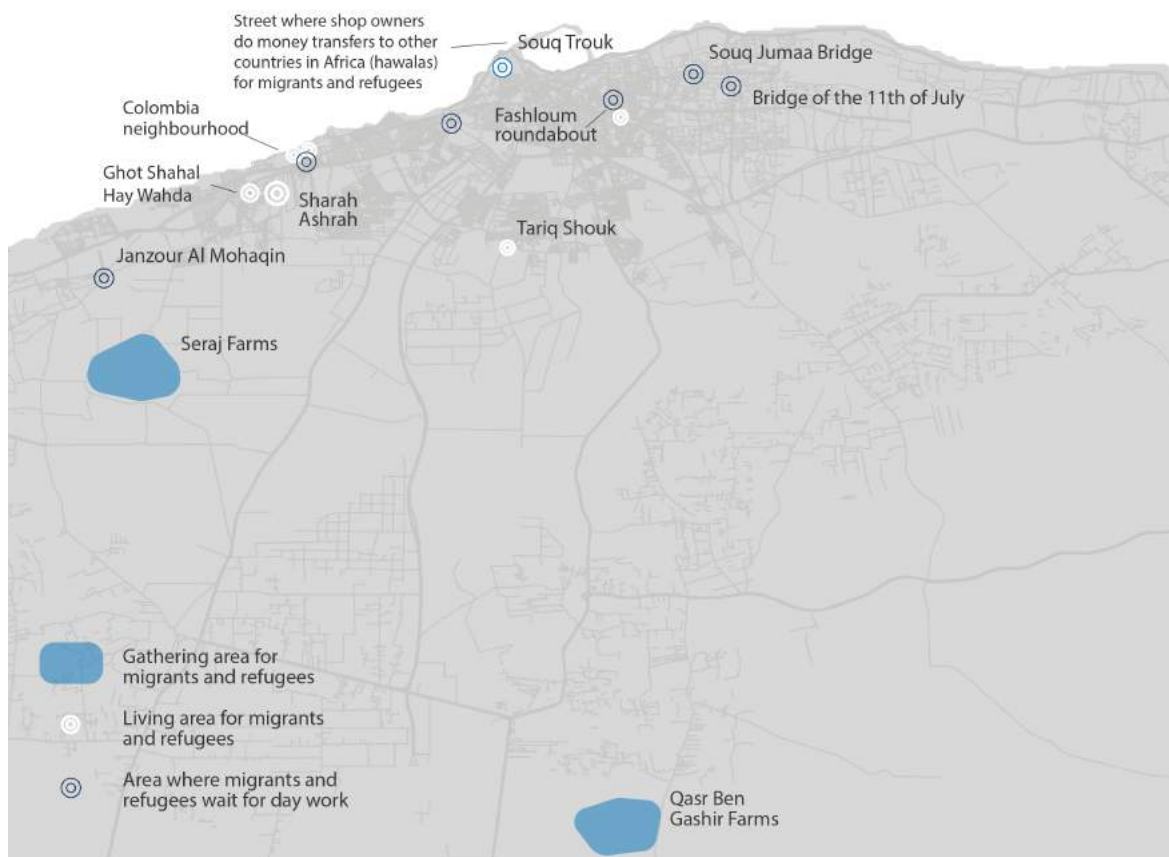 Street where shop owners
do money transfers to other
countries in Africa (hawalas)
for migrants and refugees
Souq Trouk
Souq Jumaa Bridge
Bridge of the 11th of July
Colombia
neighbourhood
Fashloum
roundabout
Ghot Shahal
Hay Wahda
Sharah
Ashrah
Tariq Shouk
Janzour Al Mohaqin
Seraj Farms
Gathering area for
migrants and refugees
Living area for migrants
and refugees
Area where migrants and
refugees wait for day work
Qasr Ben
Gashir Farms